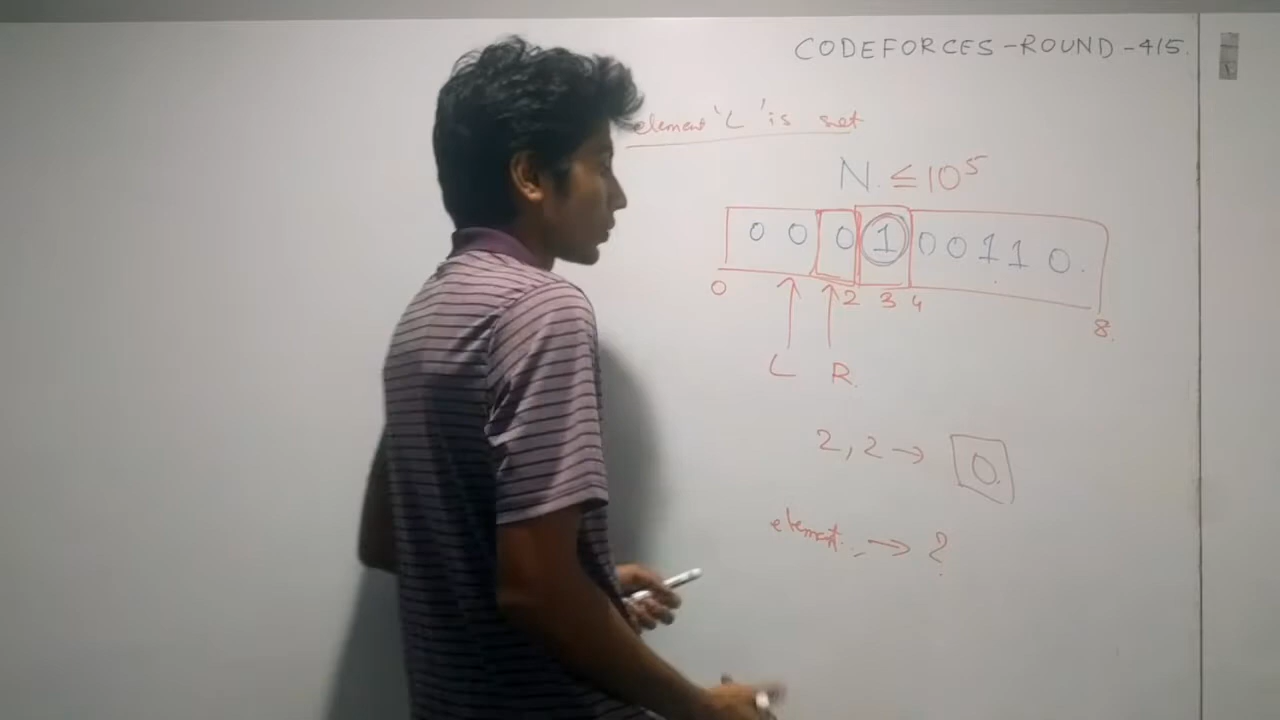 CODEFORCES-ROUND-415.
element 'L' is set
N. ≤ 10^5
0 0 0 1 0 0 1 1 0.
0 2 3 4 8.
L R.
2, 2 → 0.
element.. → ?